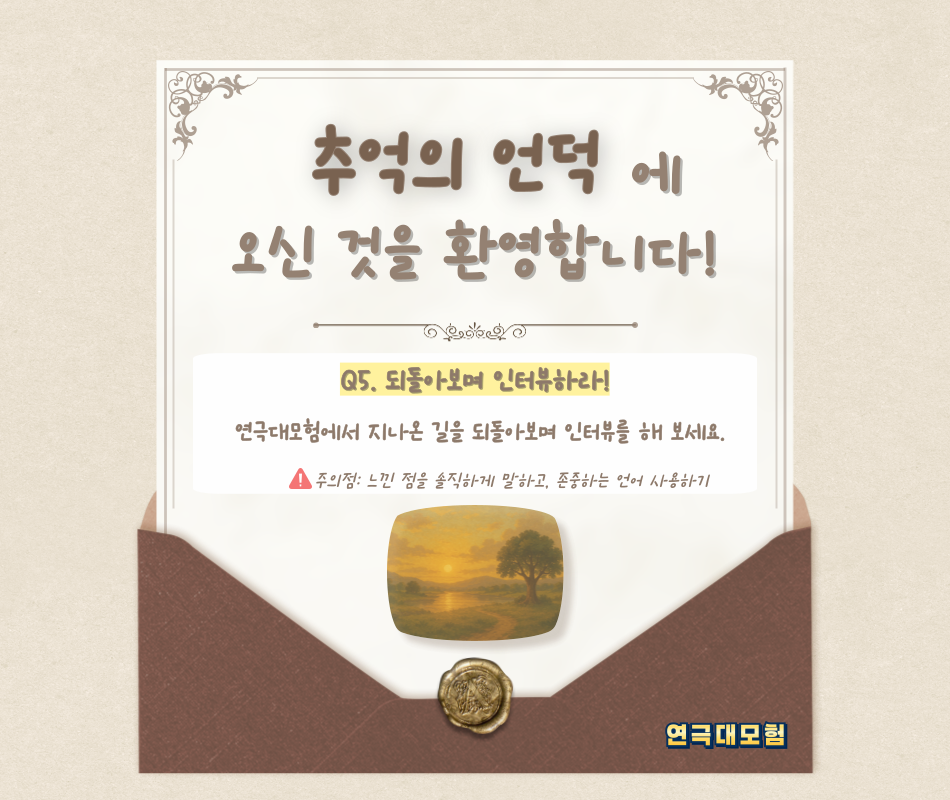 추억의 언덕 에
오신 것을 환영합니다!
Q5. 되돌아보며 인터뷰하라!
연극대모험에서 지나온 길을 되돌아보며 인터뷰를 해 보세요.
주의점: 느낀 점을 솔직하게 말하고, 존중하는 언어 사용하기
연극대모험